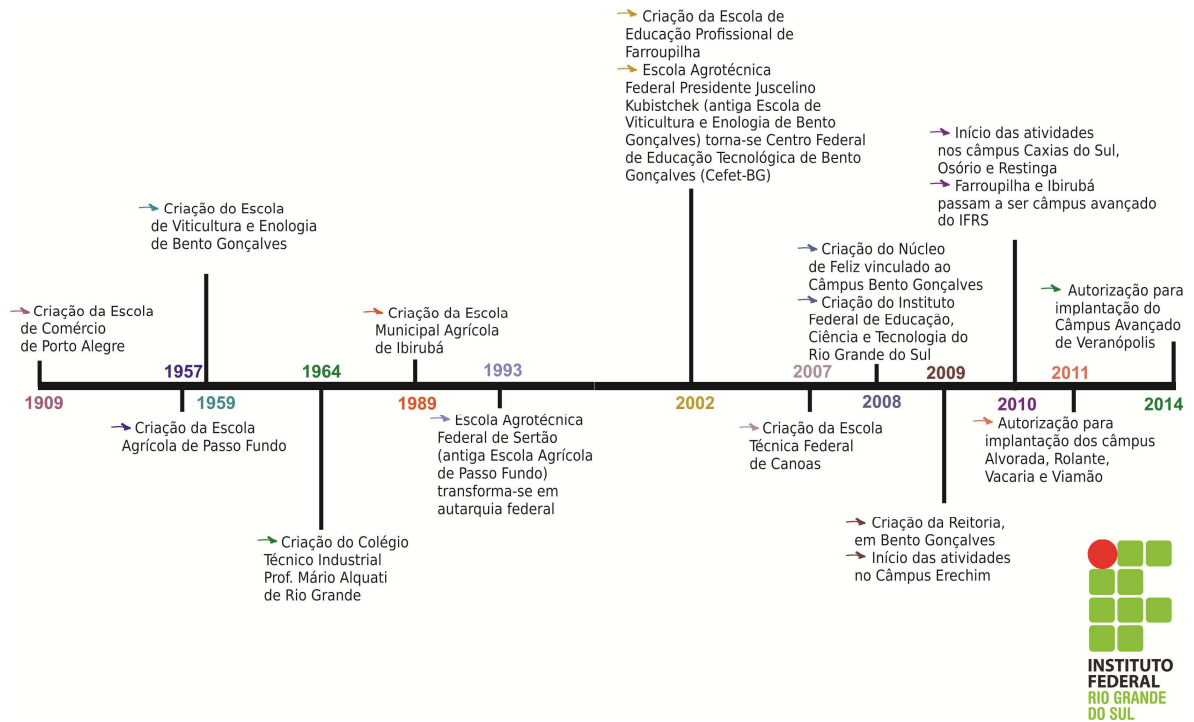 Criação da Escola
de Comércio
de Porto Alegre
1909
1957
Criação da Escola
Agrícola de Passo Fundo
Criação do Escola
de Viticultura e Enologia
de Bento Gonçalves
1959
1964
Criação do Colégio
Técnico Industrial
Prof. Mário Alquati
de Rio Grande
Criação da Escola
Municipal Agrícola
de Ibirubá
1989
1993
Escola Agrotécnica
Federal de Sertão
(antiga Escola Agrícola
de Passo Fundo)
transforma-se em
autarquia federal
Criação da Escola de
Educação Profissional de
Farroupilha
Escola Agrotécnica
Federal Presidente Juscelino
Kubistchek (antiga Escola de
Viticultura e Enologia de Bento
Gonçalves) torna-se Centro Federal
de Educação Tecnológica de Bento
Gonçalves (Cefet-BG)
2002
2007
Criação da Escola
Técnica Federal
de Canoas
Criação do Núcleo
de Feliz vinculado ao
Câmpus Bento Gonçalves
Criação do Instituto
Federal de Educação,
Ciência e Tecnologia do
Rio Grande do Sul
2008
2009
Criação da Reitoria,
em Bento Gonçalves
Início das atividades
no Câmpus Erechim
Início das atividades
nos câmpus Caxias do Sul,
Osório e Restinga
Farroupilha e Ibirubá
passam a ser câmpus avançado
do IFRS
2010
2011
Autorização para
implantação dos câmpus
Alvorada, Rolante,
Vacaria e Viamão
Autorização para
implantação do
Câmpus Avançado
de Veranópolis
2014
INSTITUTO
FEDERAL
RIO GRANDE
DO SUL